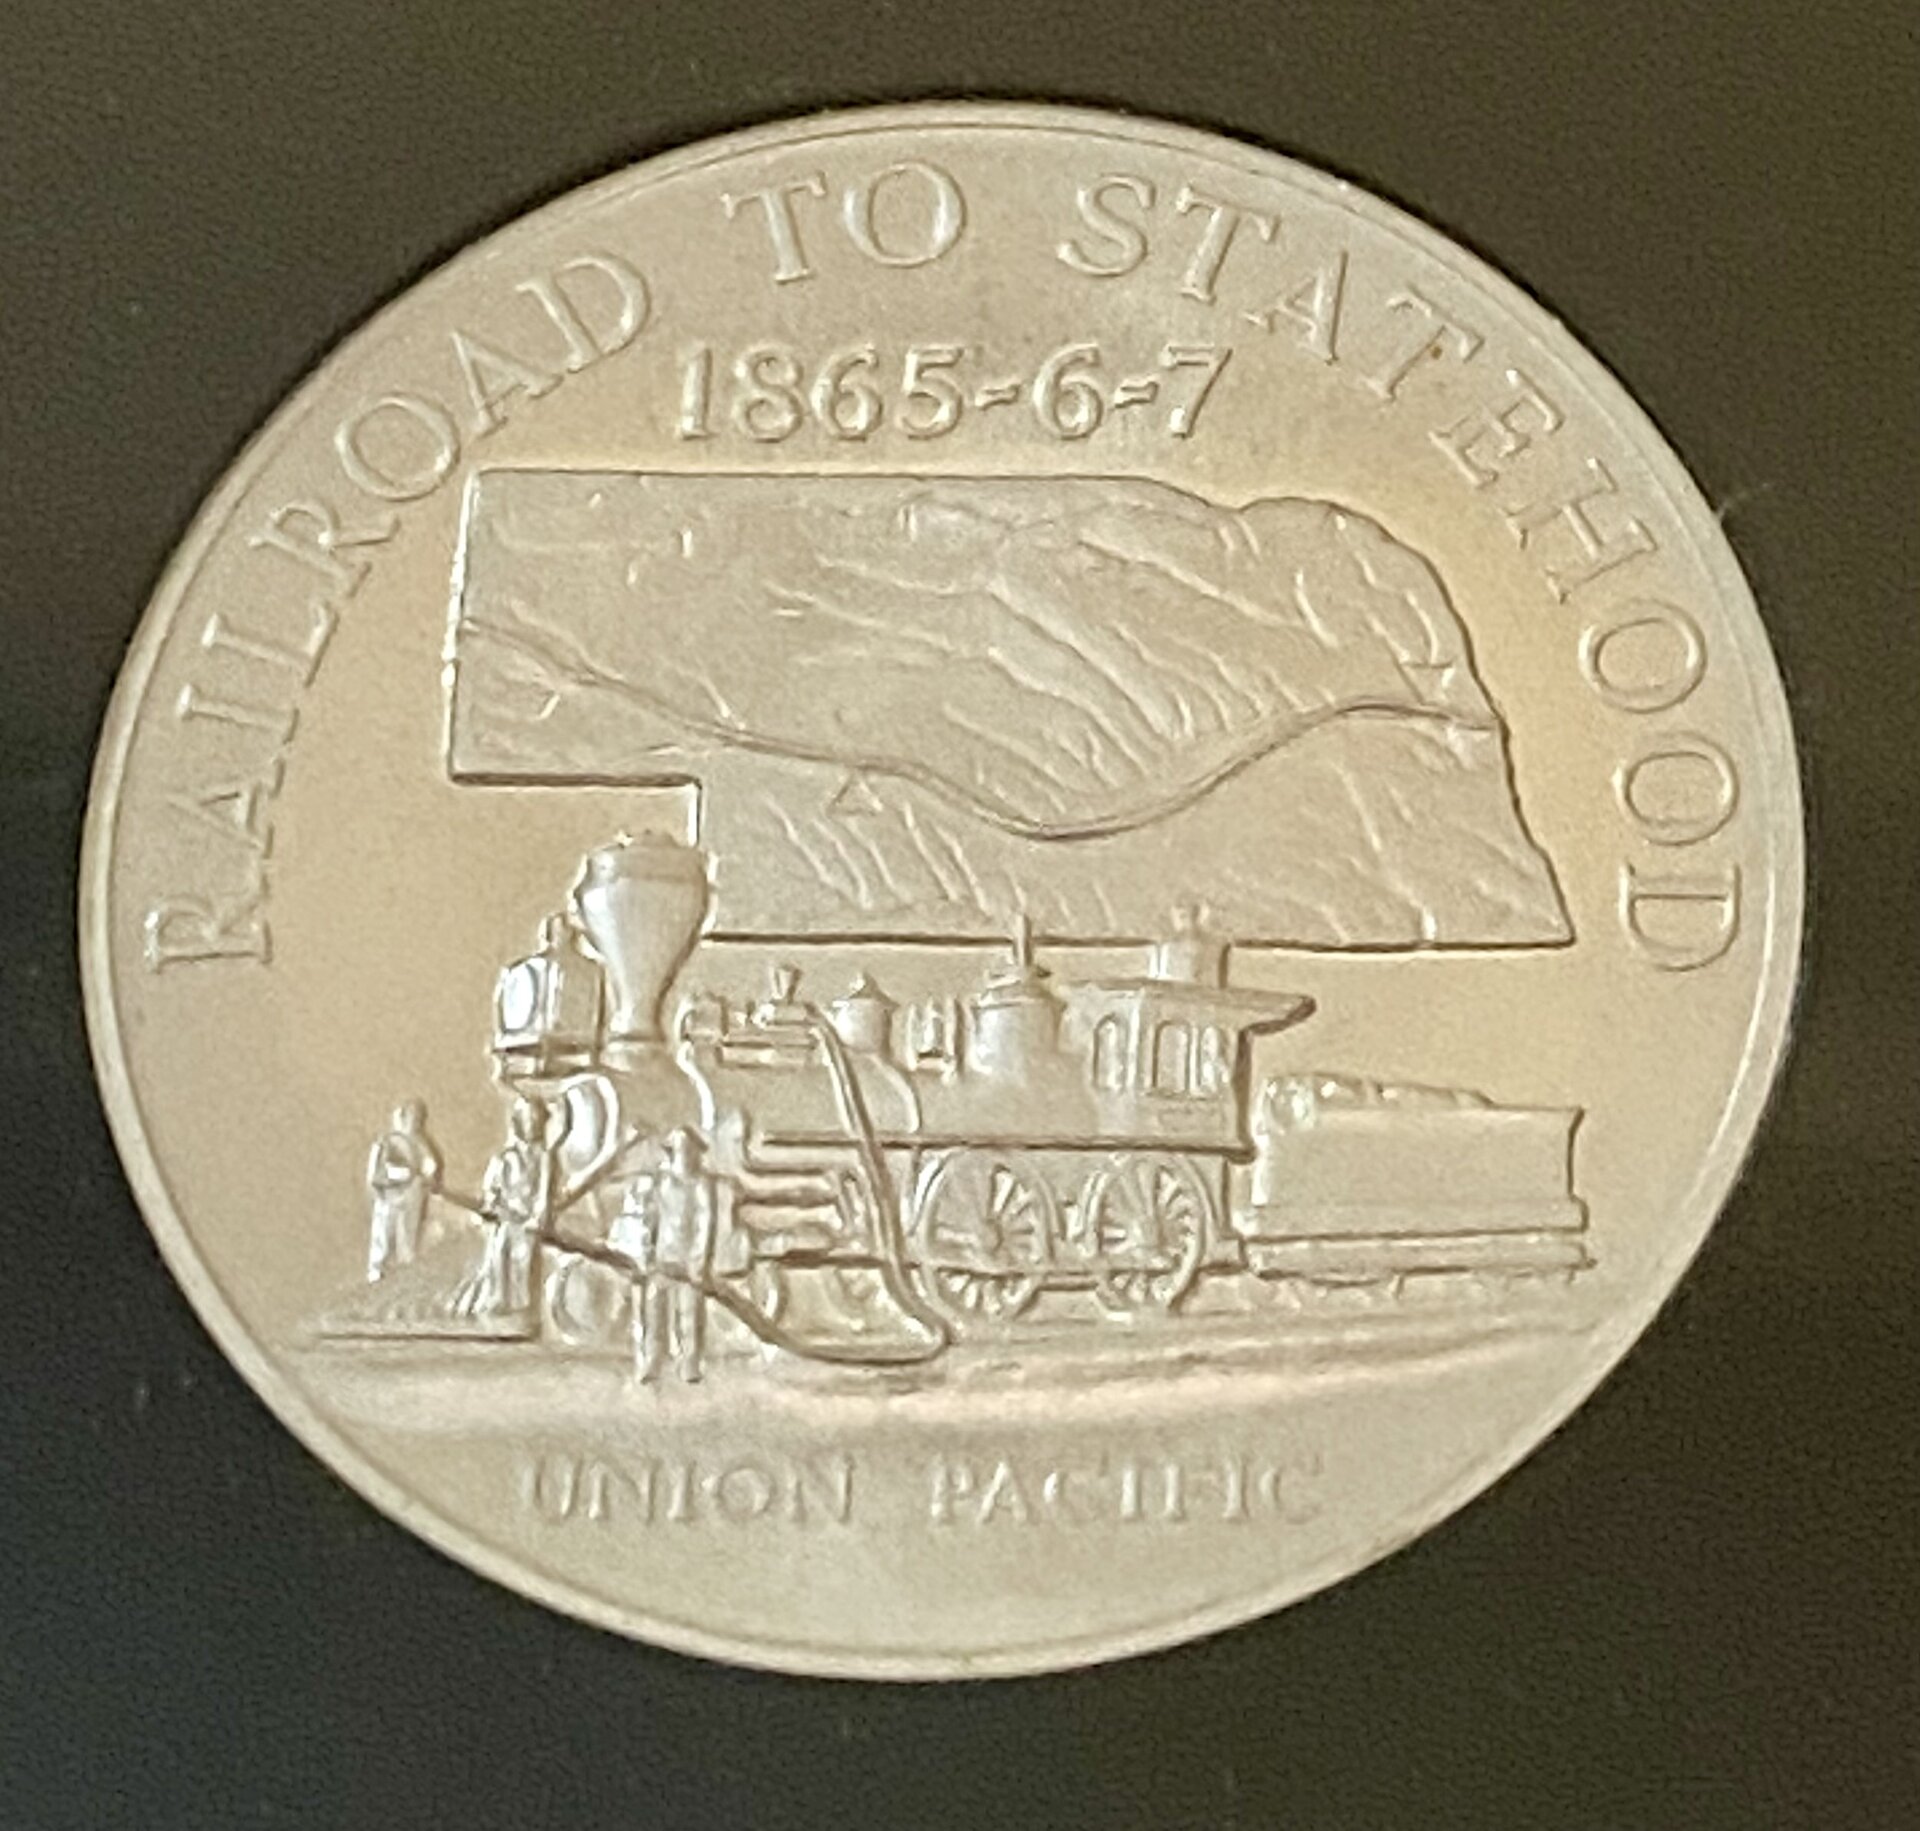 RAILROAD TO STATEHOOD
1865-6-7
UNION PACIFIC